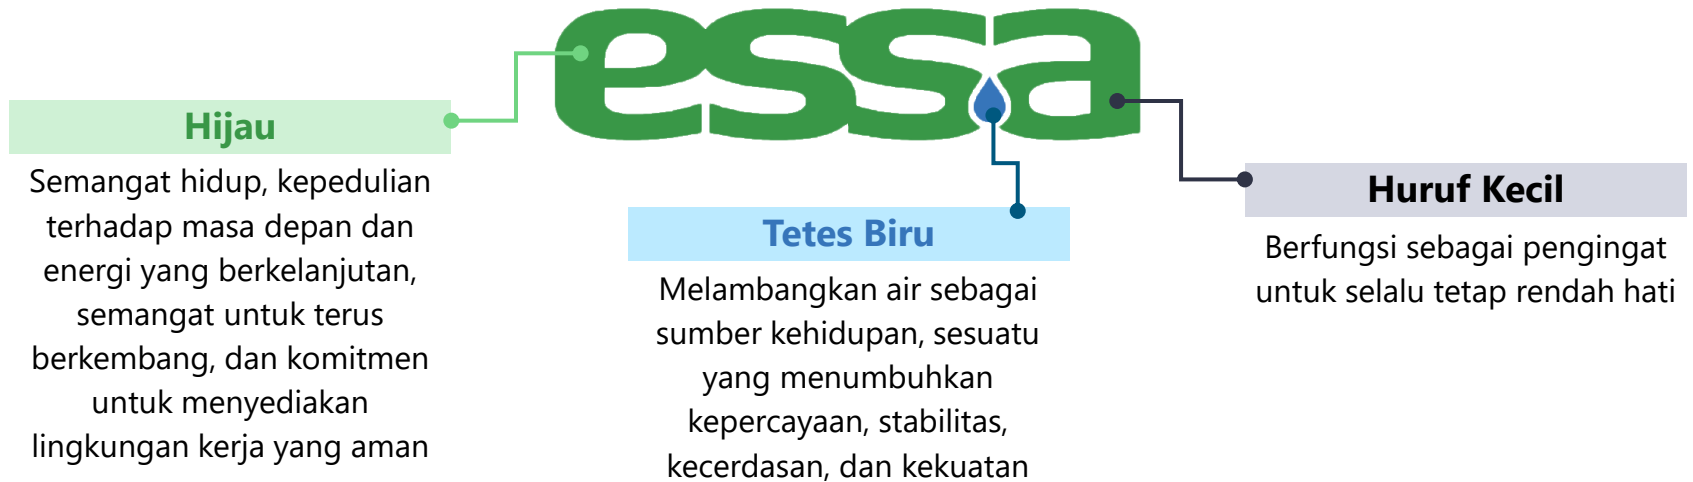 essa
Hijau
Semangat hidup, kepedulian
terhadap masa depan dan
energi yang berkelanjutan,
semangat untuk terus
berkembang, dan komitmen
untuk menyediakan
lingkungan kerja yang aman
Tetes Biru
Melambangkan air sebagai
sumber kehidupan, sesuatu
yang menumbuhkan
kepercayaan, stabilitas,
kecerdasan, dan kekuatan
Huruf Kecil
Berfungsi sebagai pengingat
untuk selalu tetap rendah hati